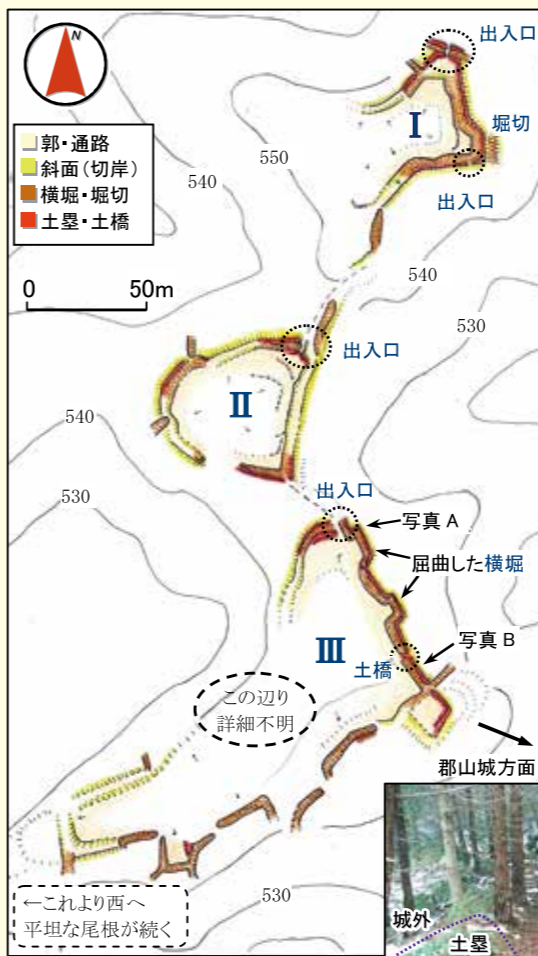 出入口
郭・通路
斜面(切岸)
横堀・堀切
土塁・土橋
0 50m
I
堀切
550
540
出入口
540
530
出入口
II
540
530
出入口
写真 A
屈曲した横堀
III
写真 B
土橋
この辺り
詳細不明
郡山城方面
530
←これより西へ
平坦な尾根が続く
城外
土塁